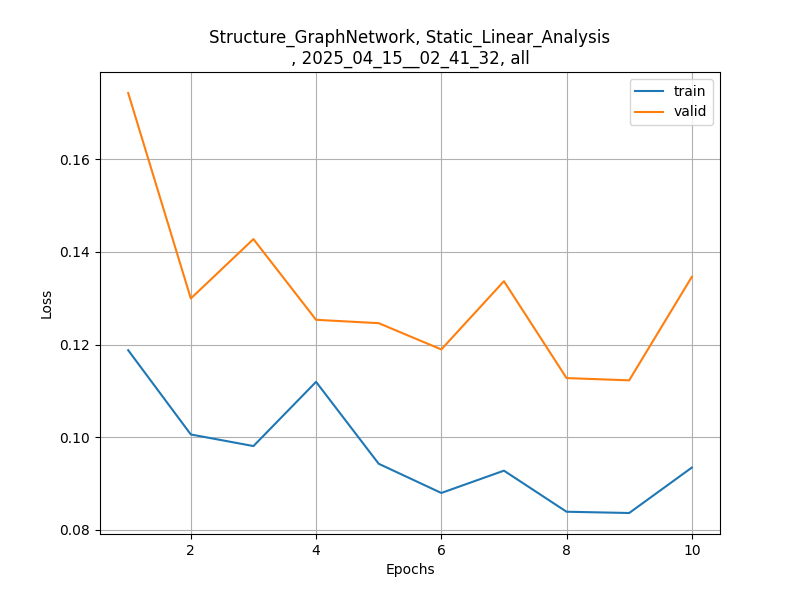 Structure_GraphNetwork, Static_Linear_Analysis
, 2025_04_15__02_41_32, all
train
valid
0.16
0.14
0.12
0.10
0.08
Loss
2 4 6 8 10
Epochs